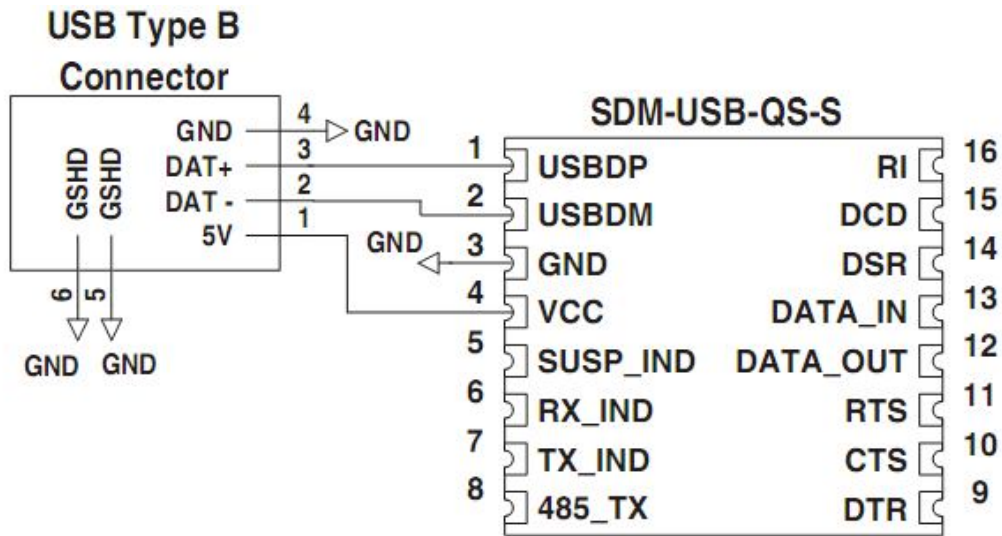 USB Type B
Connector
GND
DAT+
DAT -
5V
GSHD
GSHD
4
3
2
1
GND
6
5
GND
GND
SDM-USB-QS-S
GND
1 USBDP
2 USBDM
3 GND
4 VCC
5 SUSP_IND
6 RX_IND
7 TX_IND
8 485_TX
RI 16
DCD 15
DSR 14
DATA_IN 13
DATA_OUT 12
RTS 11
CTS 10
DTR 9